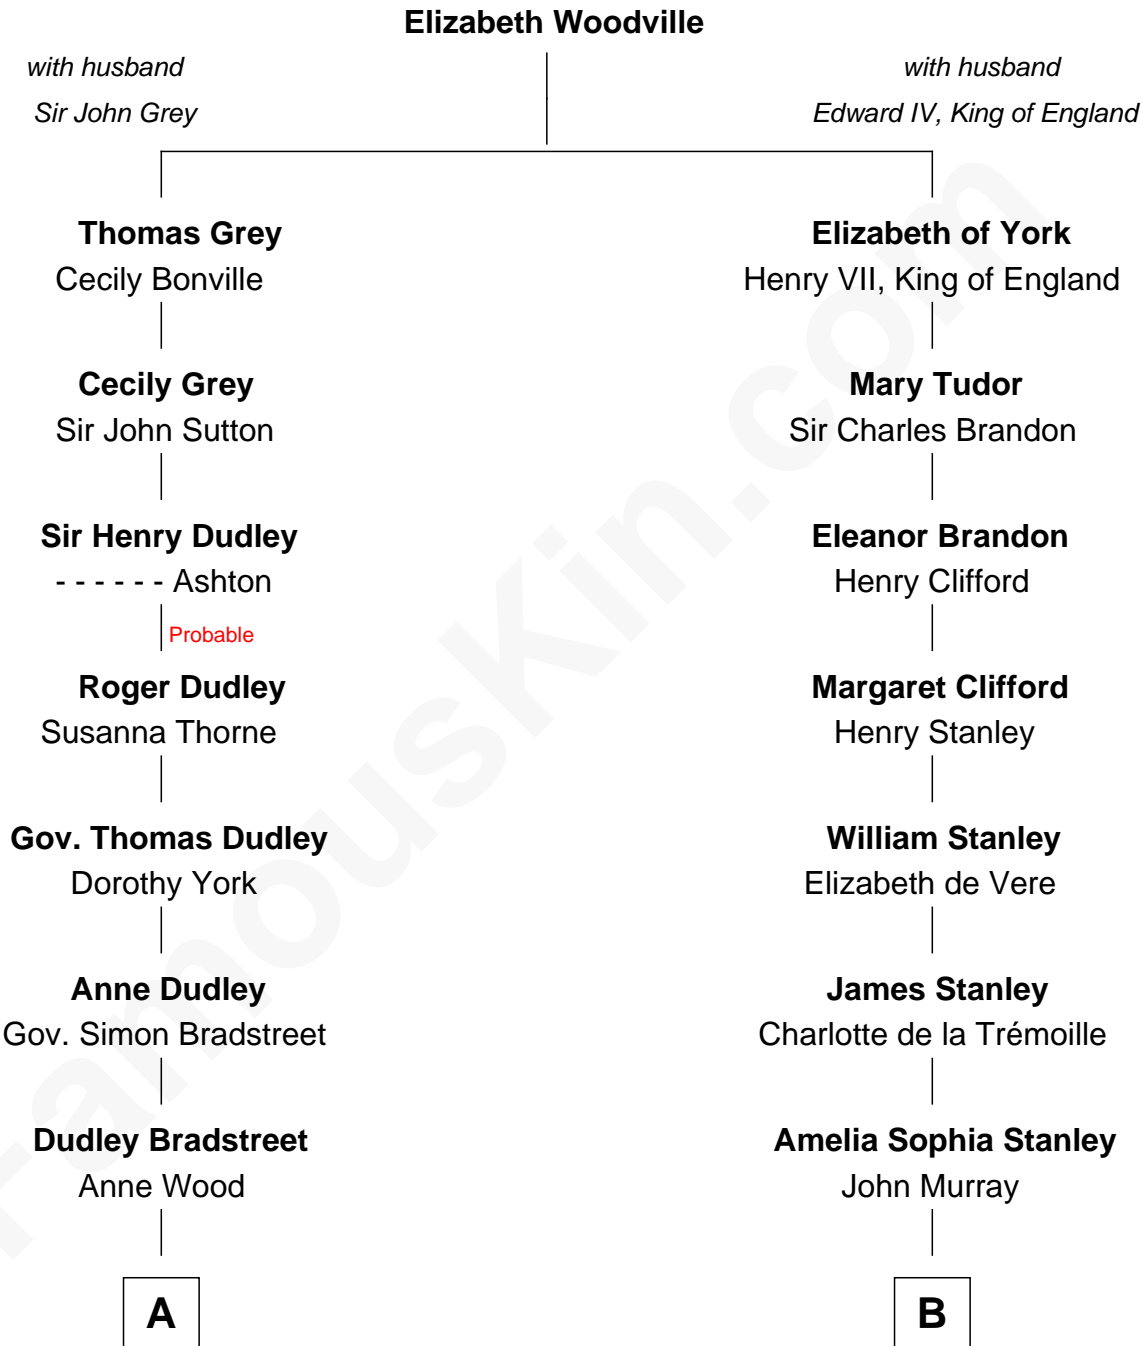 Elizabeth Woodville
with husband
Sir John Grey
with husband
Edward IV, King of England
Thomas Grey
Cecily Bonville
Elizabeth of York
Henry VII, King of England
Cecily Grey
Sir John Sutton
Mary Tudor
Sir Charles Brandon
Sir Henry Dudley
- - - - - - Ashton
Eleanor Brandon
Henry Clifford
Probable
Roger Dudley
Susanna Thorne
Margaret Clifford
Henry Stanley
Gov. Thomas Dudley
Dorothy York
William Stanley
Elizabeth de Vere
Anne Dudley
Gov. Simon Bradstreet
James Stanley
Charlotte de la Trémoille
Dudley Bradstreet
Anne Wood
Amelia Sophia Stanley
John Murray
A
B
FamousKin.com